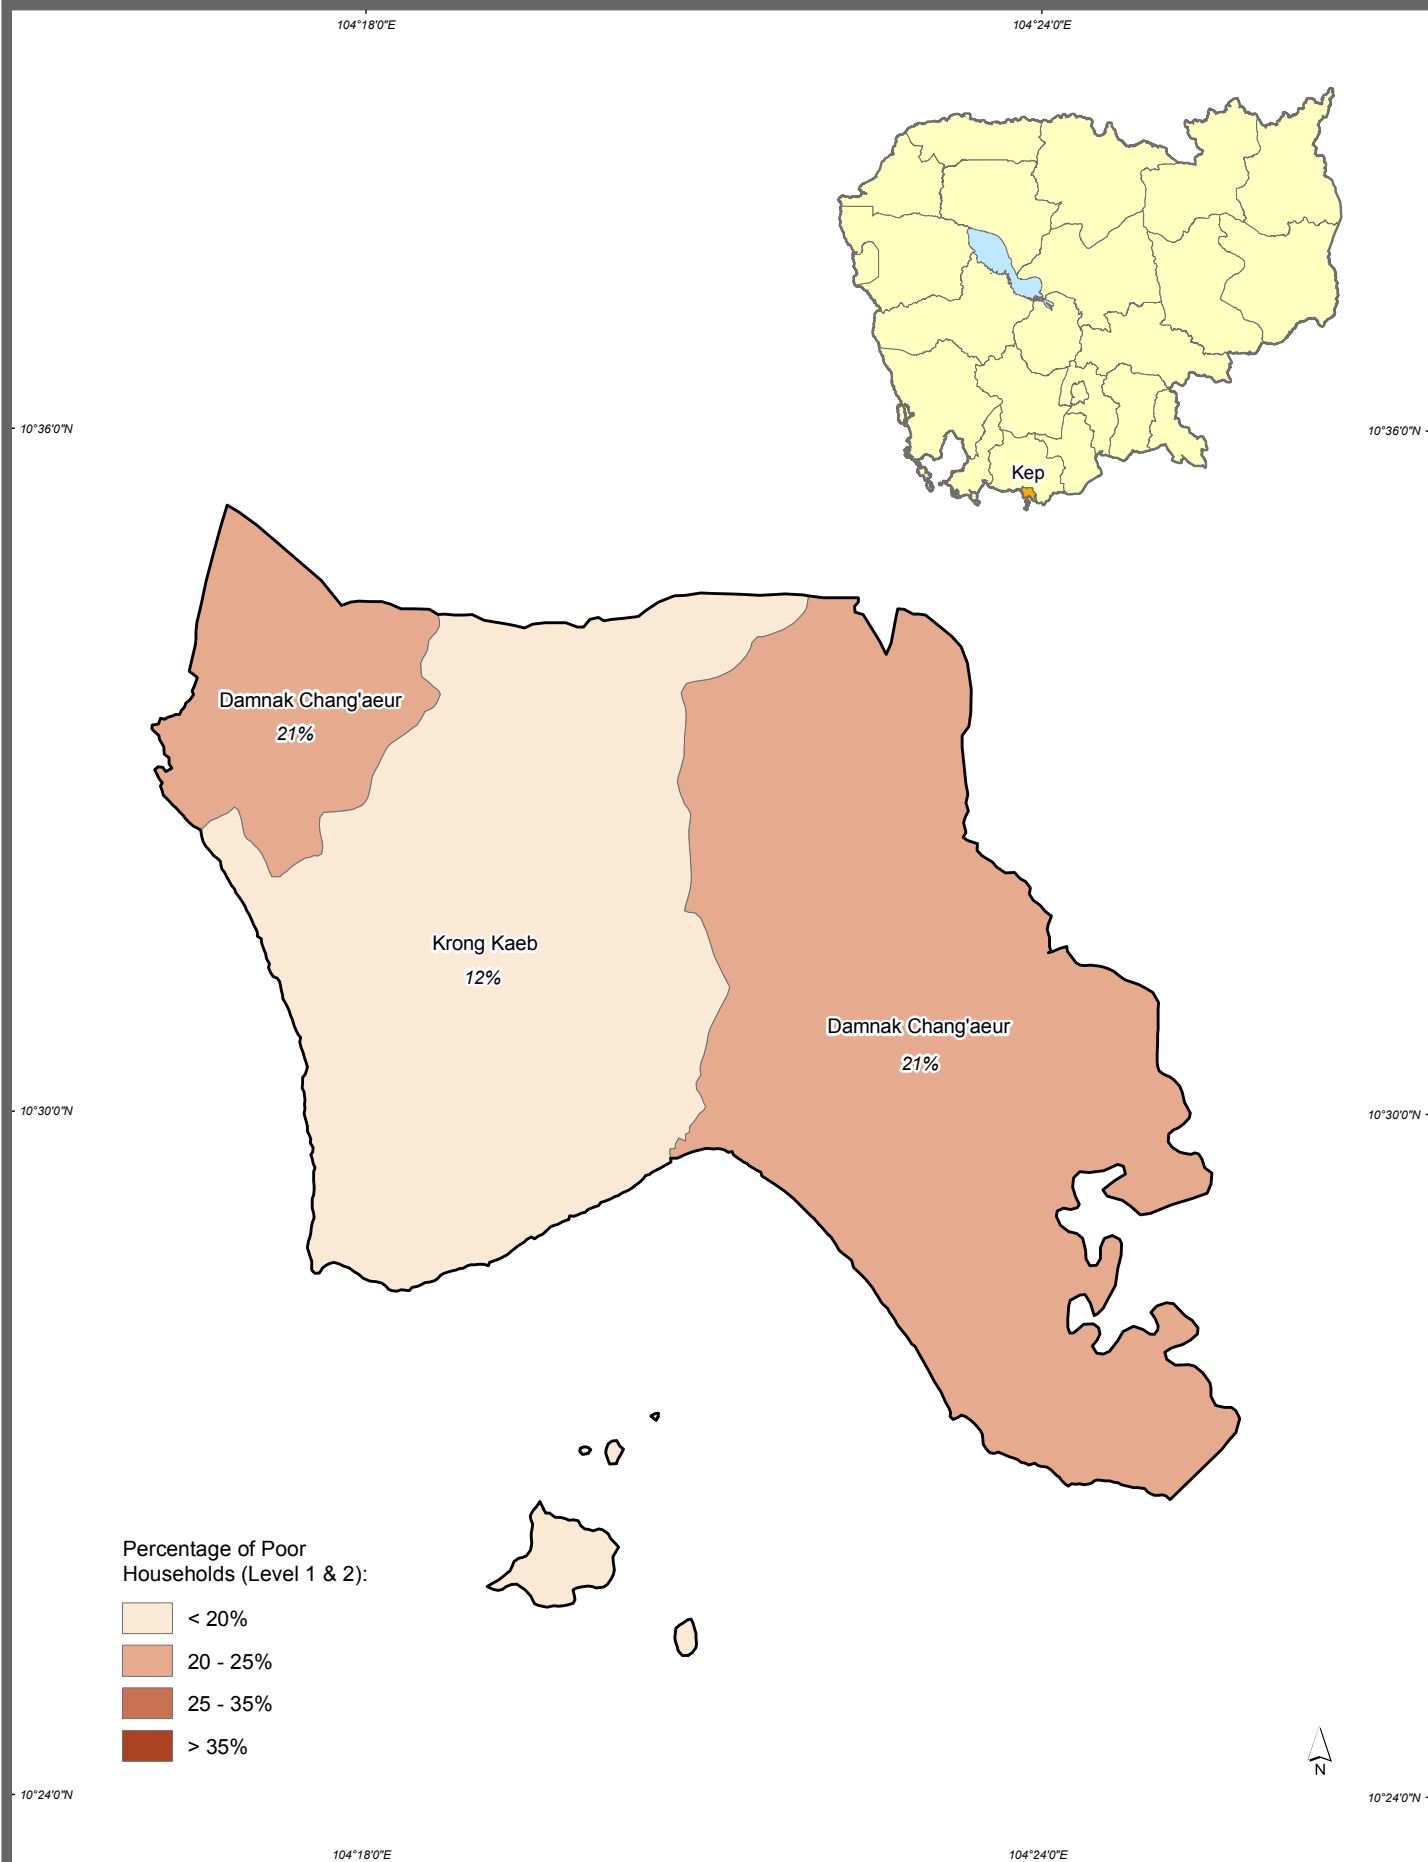 104°18'0"E
104°24'0"E
10°36'0"N
10°36'0"N
Kep
Damnak Chang'aeur
21%
Krong Kaeb
12%
Damnak Chang'aeur
21%
10°30'0"N
10°30'0"N
Percentage of Poor
Households (Level 1 & 2):
< 20%
20 - 25%
25 - 35%
> 35%
N
10°24'0"N
10°24'0"N
104°18'0"E
104°24'0"E